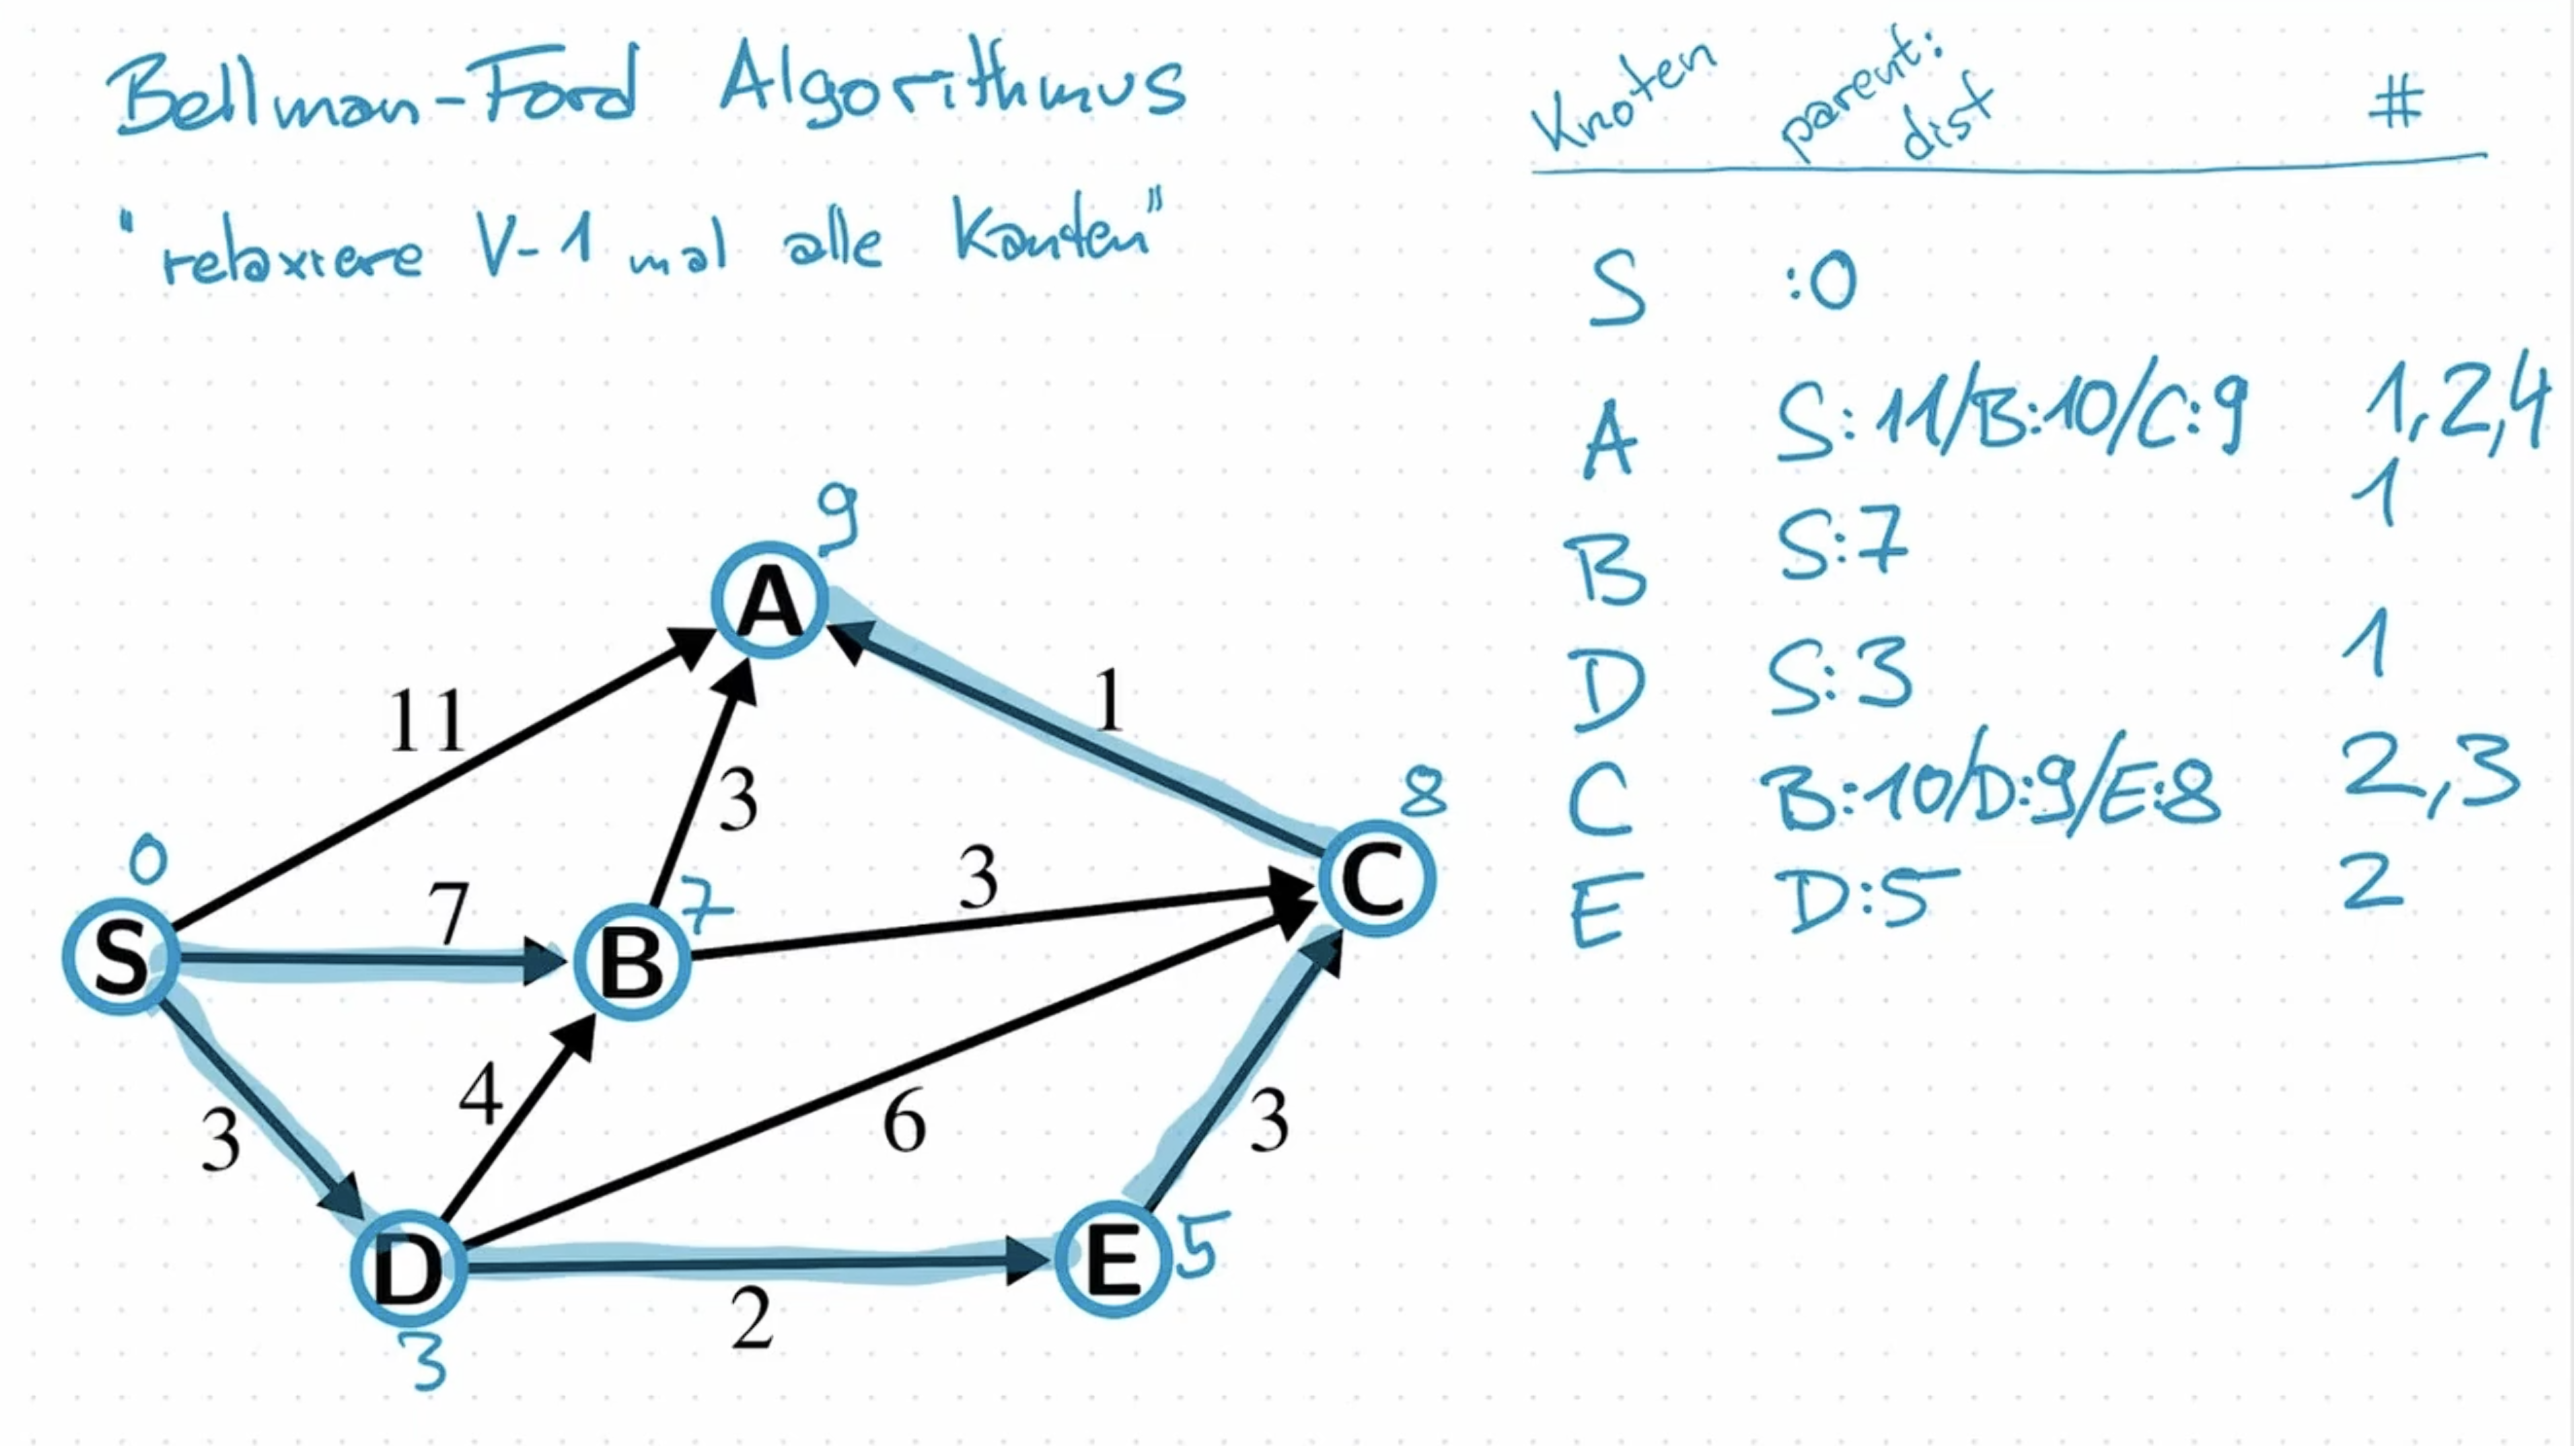 Bellman-Ford Algorithmus
"relaxiere V-1 mal alle Kanten"
Knoten parent: dist #
S :0
A S:11/B:10/C:9 1,2,4
B S:7 1
D S:3 1
C B:10/D:9/E:8 2,3
E D:5 2
9
A
11
1
3
8
0
7
7
3
C
S
B
4
6
3
3
D
E
5
2
3